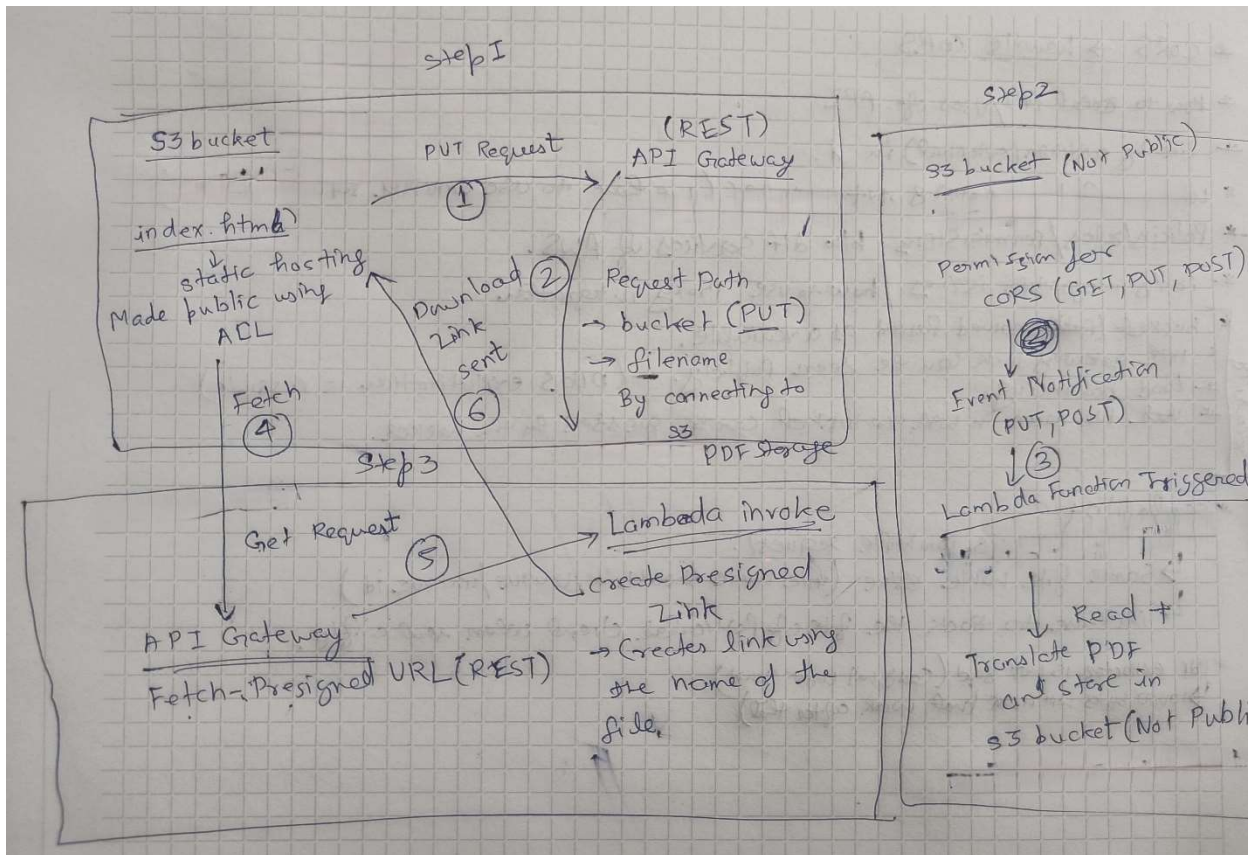 Step I
S3 bucket
index.html
static hosting
Made public using
ACL
PUT Request
1
(REST)
API Gateway
2
Request Path
→ bucket (PUT)
→ filename
By connecting to
S3
PDF Storage
Download
Link
sent
6
Fetch
4
Step 2
S3 bucket (Not Public)
Permission for
CORS (GET, PUT, POST)
Event Notification
(PUT, POST)
3
Lambda Function Triggered
Read +
Translate PDF
and store in
S3 bucket (Not Publ
Step 3
Get Request
5
API Gateway
Fetch-Presigned URL (REST)
Lambda invoke
Create Presigned
Link
→ Creates link using
the name of the
file.